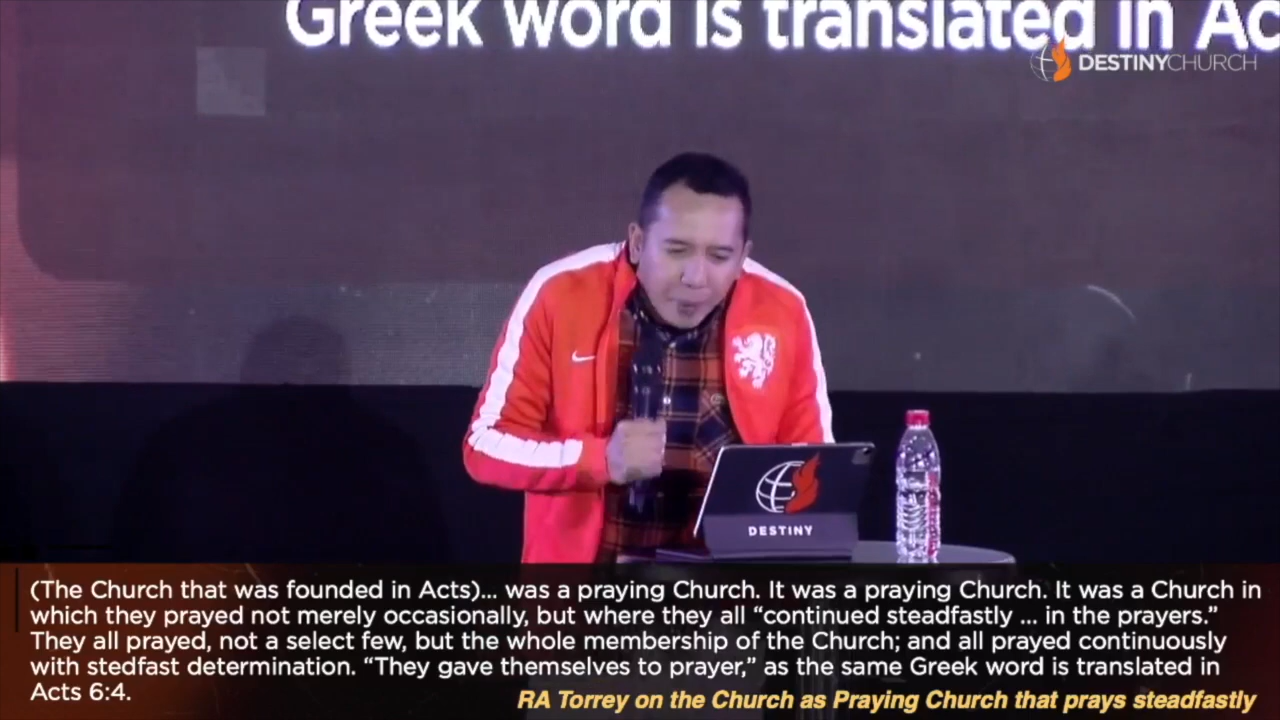 Greek word is translated in Ac
DESTINYCHURCH
DESTINY
(The Church that was founded in Acts)... was a praying Church. It was a praying Church. It was a Church in
which they prayed not merely occasionally, but where they all “continued steadfastly ... in the prayers.”
They all prayed, not a select few, but the whole membership of the Church; and all prayed continuously
with stedfast determination. “They gave themselves to prayer,” as the same Greek word is translated in
Acts 6:4.
RA Torrey on the Church as Praying Church that prays steadfastly